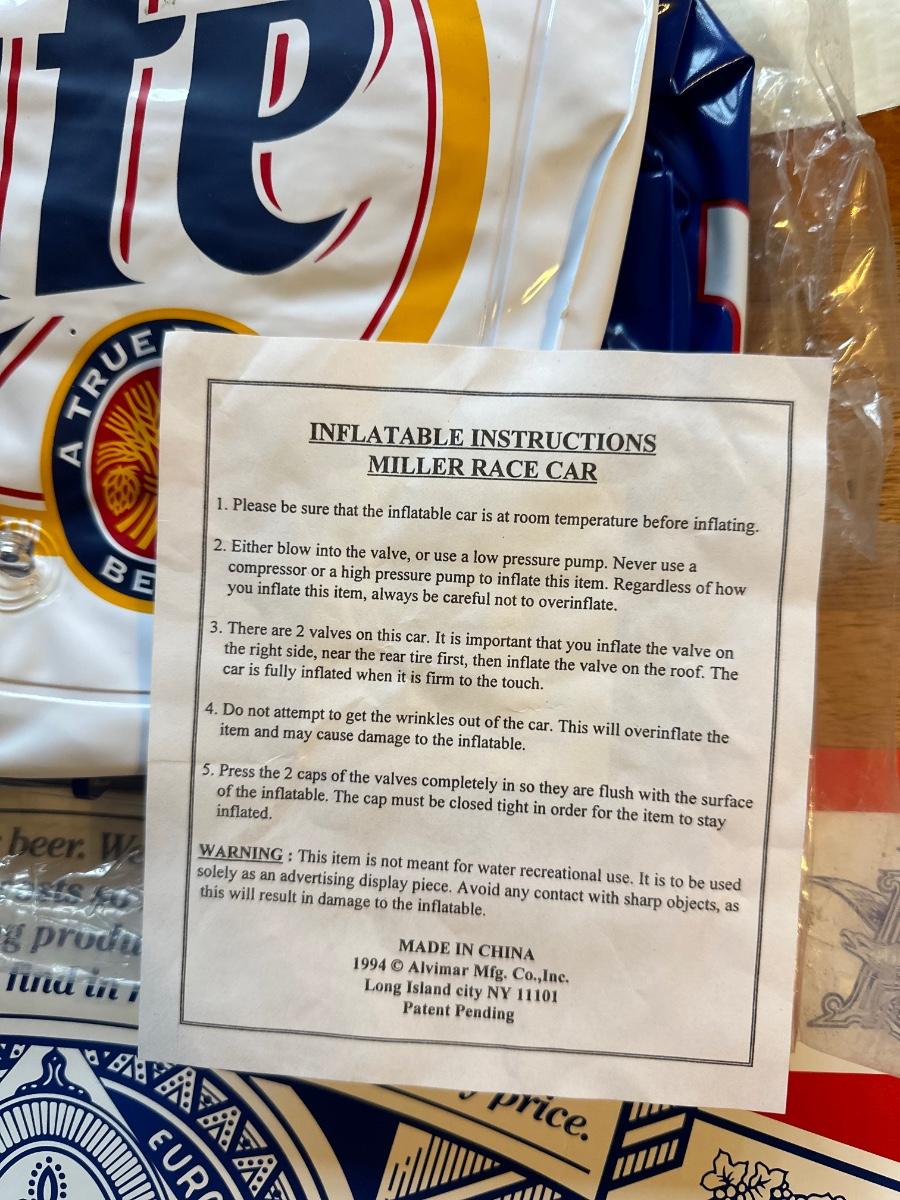 te
A TRUE
BE
INFLATABLE INSTRUCTIONS
MILLER RACE CAR
1. Please be sure that the inflatable car is at room temperature before inflating.
2. Either blow into the valve, or use a low pressure pump. Never use a
compressor or a high pressure pump to inflate this item. Regardless of how
you inflate this item, always be careful not to overinflate.
3. There are 2 valves on this car. It is important that you inflate the valve on
the right side, near the rear tire first, then inflate the valve on the roof. The
car is fully inflated when it is firm to the touch.
4. Do not attempt to get the wrinkles out of the car. This will overinflate the
item and may cause damage to the inflatable.
5. Press the 2 caps of the valves completely in so they are flush with the surface
of the inflatable. The cap must be closed tight in order for the item to stay
inflated.
WARNING : This item is not meant for water recreational use. It is to be used
solely as an advertising display piece. Avoid any contact with sharp objects, as
this will result in damage to the inflatable.
MADE IN CHINA
1994 © Alvimar Mfg. Co.,Inc.
Long Island city NY 11101
Patent Pending
beer. We
costs so
g produ
find in
price.
EURO